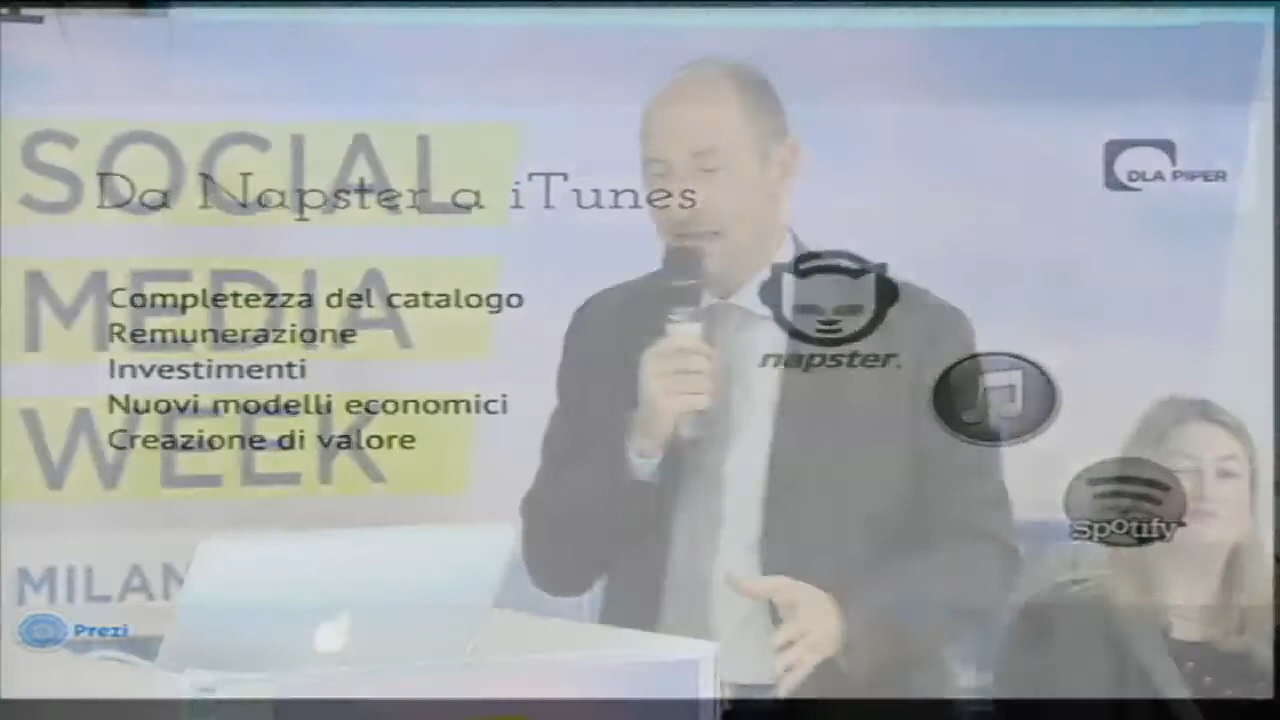 SOCIAL
MEDIA
WEEK
MILAN
Da Napster a iTunes
DLA PIPER
Completezza del catalogo
Remunerazione
Investimenti
Nuovi modelli economici
Creazione di valore
napster.
Spotify
Prezi